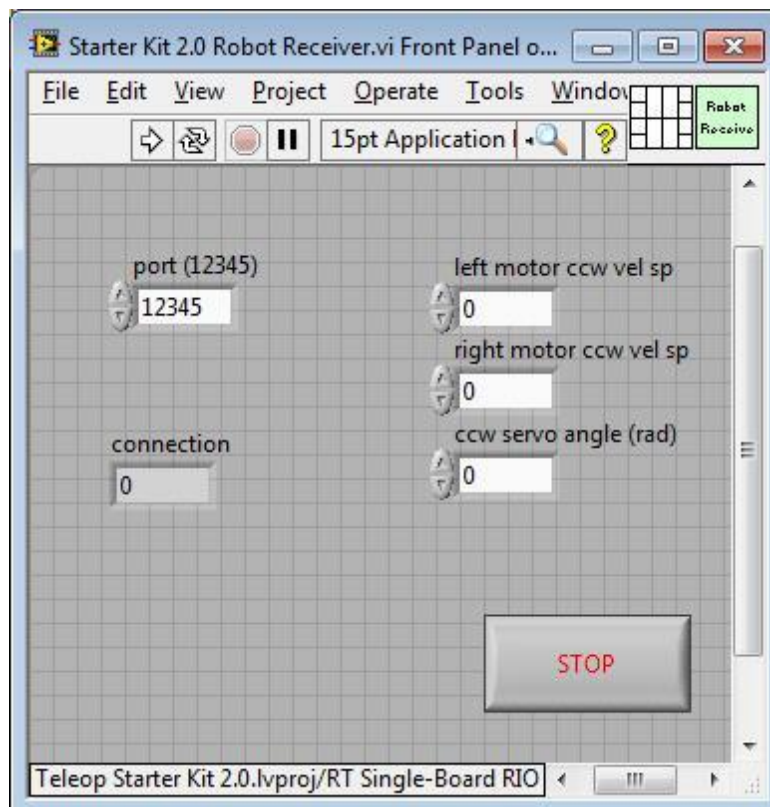 Starter Kit 2.0 Robot Receiver.vi Front Panel o...
File Edit View Project Operate Tools Window
15pt Application
Robot
Receive
port (12345)
12345
left motor ccw vel sp
0
right motor ccw vel sp
0
connection
0
ccw servo angle (rad)
0
STOP
Teleop Starter Kit 2.0.lvproj/RT Single-Board RIO